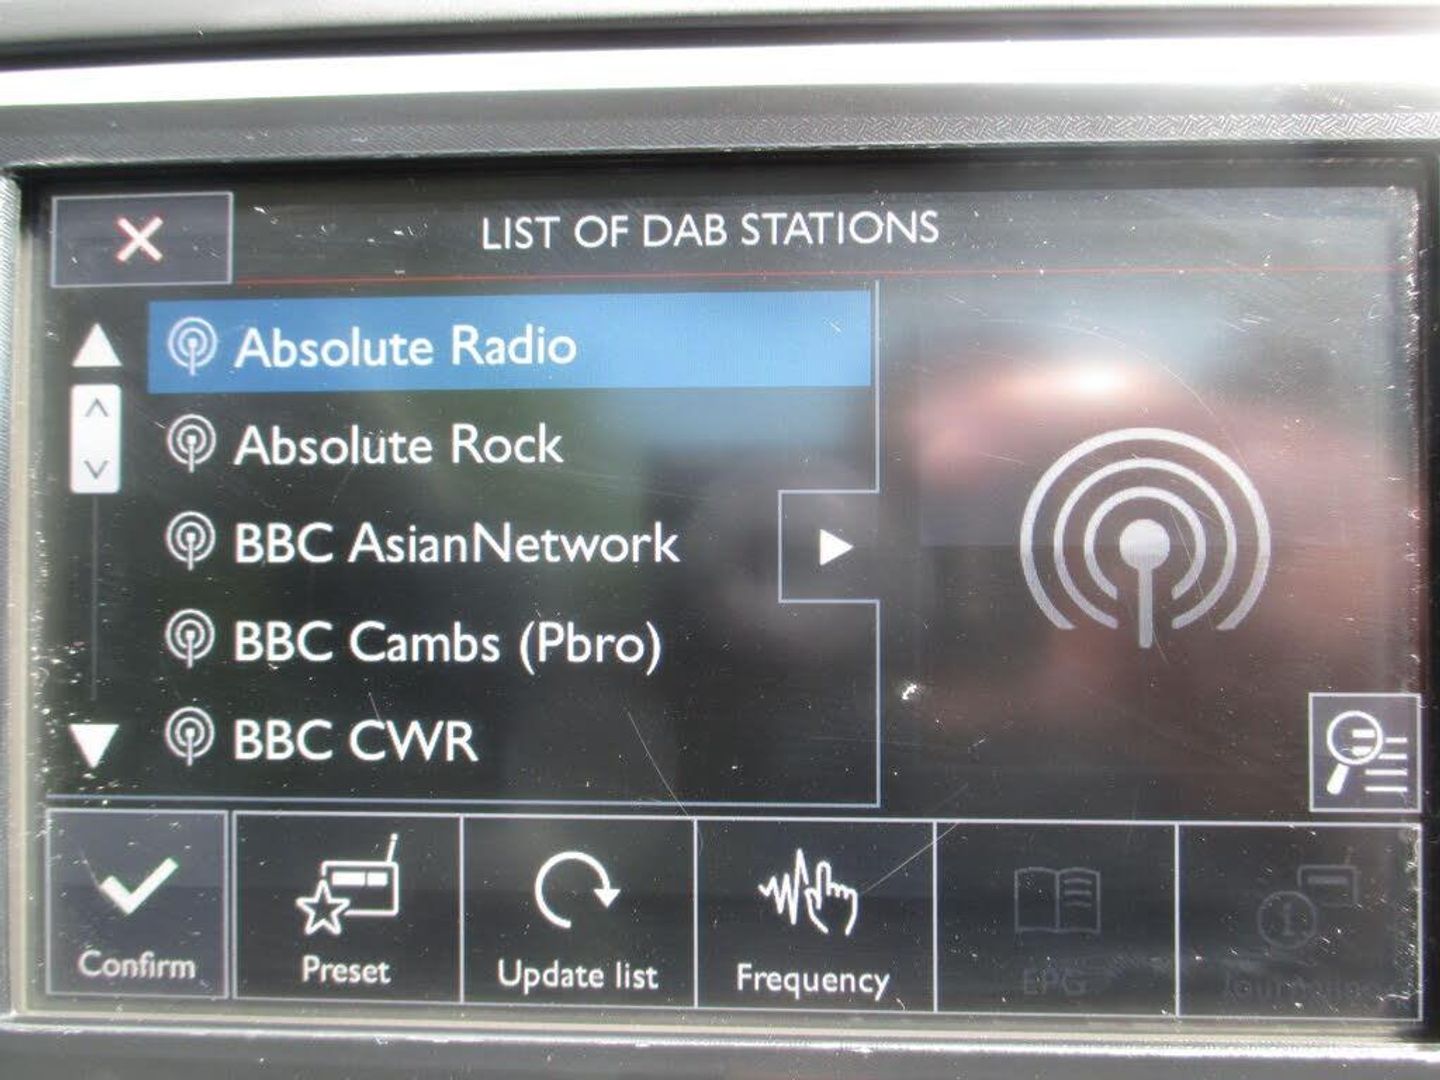 LIST OF DAB STATIONS
Absolute Radio
Absolute Rock
BBC AsianNetwork
BBC Cambs (Pbro)
BBC CWR
Confirm
Preset
Update list
Frequency
EPG